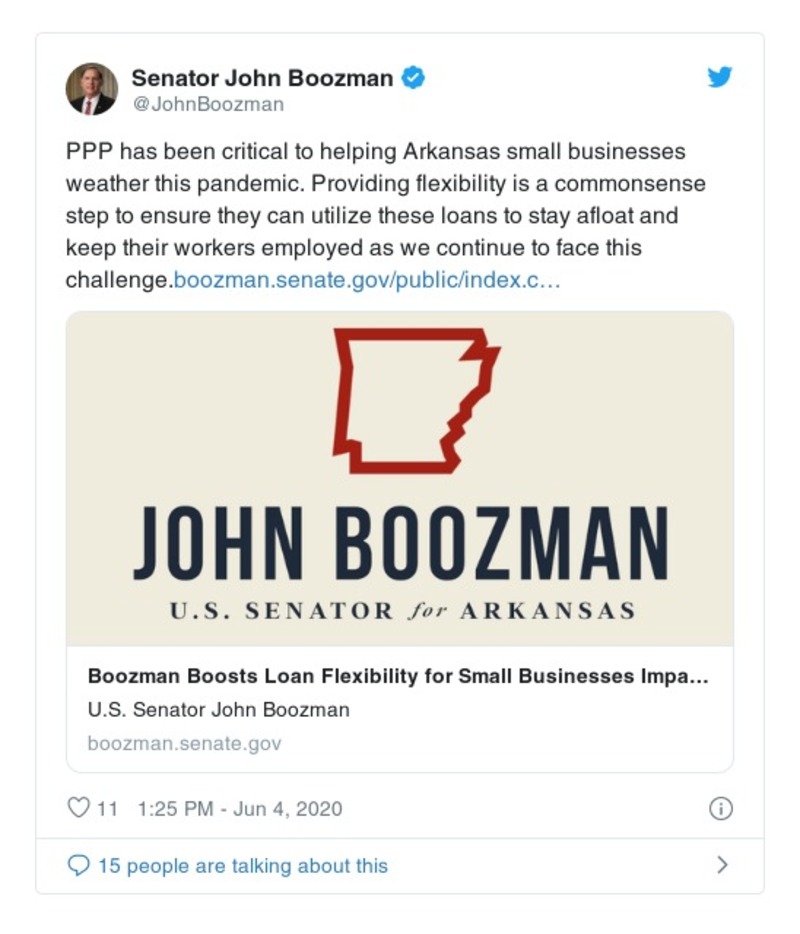 Senator John Boozman
@JohnBoozman
PPP has been critical to helping Arkansas small businesses
weather this pandemic. Providing flexibility is a commonsense
step to ensure they can utilize these loans to stay afloat and
keep their workers employed as we continue to face this
challenge.boozman.senate.gov/public/index.c…
JOHN BOOZMAN
U.S. SENATOR for ARKANSAS
Boozman Boosts Loan Flexibility for Small Businesses Impa...
U.S. Senator John Boozman
boozman.senate.gov
11 1:25 PM - Jun 4, 2020
15 people are talking about this